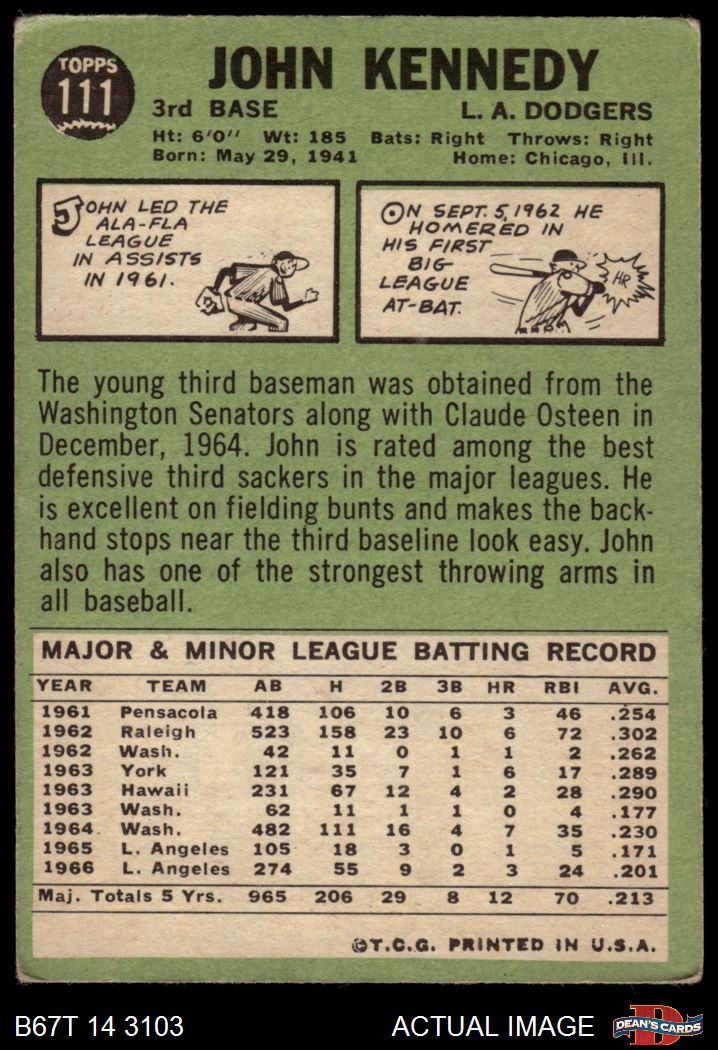 TOPPS
111
JOHN KENNEDY
3rd BASE L. A. DODGERS
Ht: 6'0" Wt: 185 Bats: Right Throws: Right
Born: May 29, 1941 Home: Chicago, Ill.
JOHN LED THE
ALA-FLA
LEAGUE
IN ASSISTS
IN 1961.
ON SEPT. 5, 1962 HE
HOMERED IN
HIS FIRST
BIG-
LEAGUE
AT-BAT.
HR
The young third baseman was obtained from the
Washington Senators along with Claude Osteen in
December, 1964. John is rated among the best
defensive third sackers in the major leagues. He
is excellent on fielding bunts and makes the back-
hand stops near the third baseline look easy. John
also has one of the strongest throwing arms in
all baseball.
MAJOR & MINOR LEAGUE BATTING RECORD
YEAR TEAM AB H 2B 3B HR RBI AVG.
1961 Pensacola 418 106 10 6 3 46 .254
1962 Raleigh 523 158 23 10 6 72 .302
1962 Wash. 42 11 0 1 1 2 .262
1963 York 121 35 7 1 6 17 .289
1963 Hawaii 231 67 12 4 2 28 .290
1963 Wash. 62 11 1 1 0 4 .177
1964 Wash. 482 111 16 4 7 35 .230
1965 L. Angeles 105 18 3 0 1 5 .171
1966 L. Angeles 274 55 9 2 3 24 .201
Maj. Totals 5 Yrs. 965 206 29 8 12 70 .213
©T.C.G. PRINTED IN U.S.A.
B67T 14 3103 ACTUAL IMAGE
D
DEAN'S CARDS